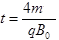 t = 4m / qB₀